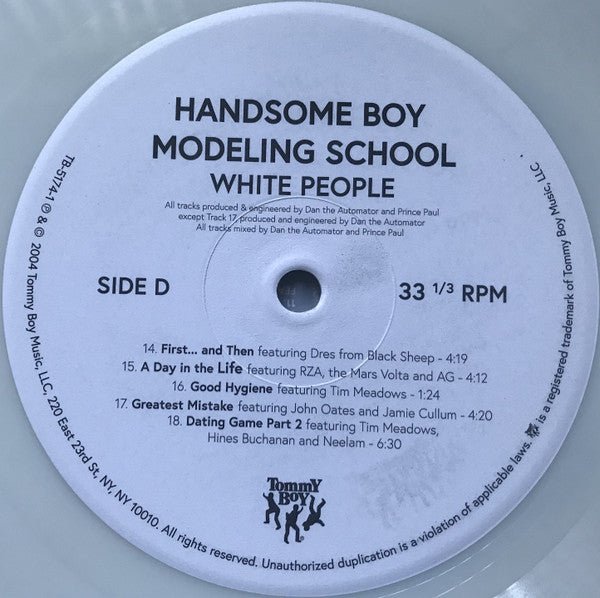 HANDSOME BOY
MODELING SCHOOL
WHITE PEOPLE
All tracks produced & engineered by Dan the Automator and Prince Paul
except Track 17, produced and engineered by Dan the Automator
All tracks mixed by Dan the Automator and Prince Paul
SIDE D
33 1/3 RPM
14. First... and Then featuring Dres from Black Sheep - 4:19
15. A Day in the Life featuring RZA, the Mars Volta and AG - 4:12
16. Good Hygiene featuring Tim Meadows - 1:24
17. Greatest Mistake featuring John Oates and Jamie Cullum - 4:20
18. Dating Game Part 2 featuring Tim Meadows,
Hines Buchanan and Neelam - 6:30
Tommy
BOY
TB-5174-1 ℗ & © 2004 Tommy Boy Music, LLC, 220 East 23rd St, NY, NY 10010. All rights reserved. Unauthorized duplication is a violation of applicable laws. is a registered trademark of Tommy Boy Music, LLC